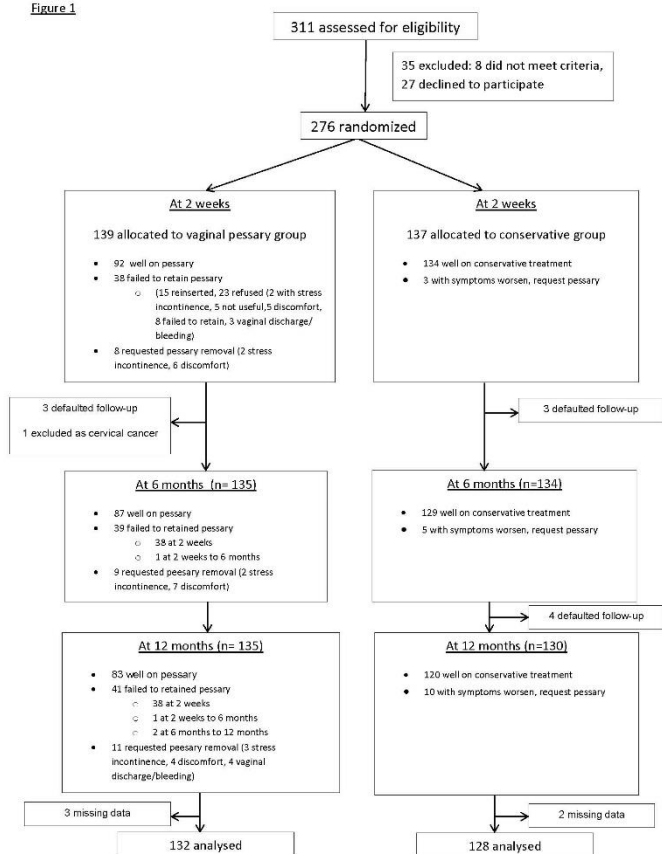 Figure 1
311 assessed for eligibility
35 excluded: 8 did not meet criteria,
27 declined to participate
276 randomized
At 2 weeks
139 allocated to vaginal pessary group
• 92 well on pessary
• 38 failed to retain pessary
o (15 reinserted, 23 refused (2 with stress
incontinence, 5 not useful,5 discomfort,
8 failed to retain, 3 vaginal discharge/
bleeding)
• 8 requested pessary removal (2 stress
incontinence, 6 discomfort)
At 2 weeks
137 allocated to conservative group
• 134 well on conservative treatment
• 3 with symptoms worsen, request pessary
3 defaulted follow-up
1 excluded as cervical cancer
3 defaulted follow-up
At 6 months (n= 135)
• 87 well on pessary
• 39 failed to retained pessary
o 38 at 2 weeks
o 1 at 2 weeks to 6 months
• 9 requested peesary removal (2 stress
incontinence, 7 discomfort)
At 6 months (n=134)
• 129 well on conservative treatment
• 5 with symptoms worsen, request pessary
4 defaulted follow-up
At 12 months (n= 135)
• 83 well on pessary
• 41 failed to retained pessary
o 38 at 2 weeks
o 1 at 2 weeks to 6 months
o 2 at 6 months to 12 months
• 11 requested peesary removal (3 stress
incontinence, 4 discomfort, 4 vaginal
discharge/bleeding)
At 12 months (n=130)
• 120 well on conservative treatment
• 10 with symptoms worsen, request pessary
3 missing data
2 missing data
132 analysed
128 analysed